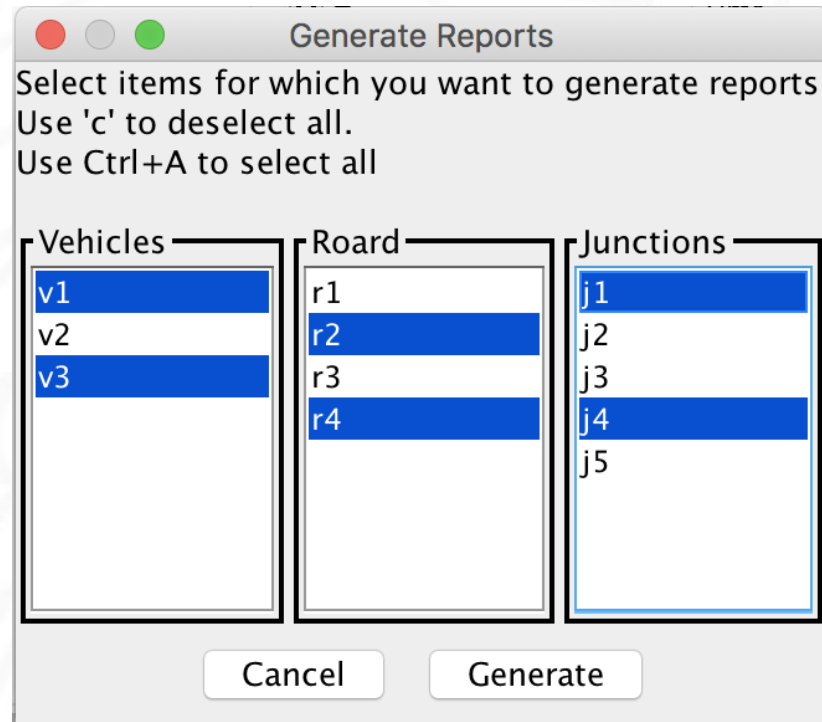 Generate Reports
Select items for which you want to generate reports
Use 'c' to deselect all.
Use Ctrl+A to select all
Vehicles
v1
v2
v3
Roard
r1
r2
r3
r4
Junctions
j1
j2
j3
j4
j5
Cancel
Generate